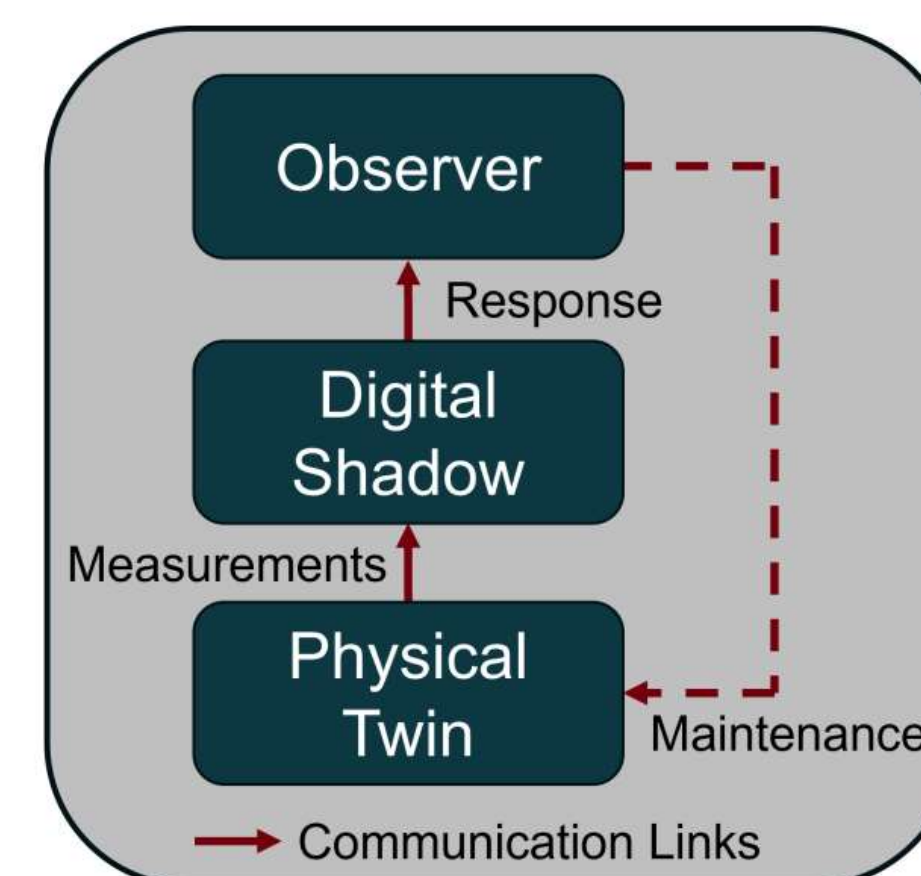 Observer
Response
Digital
Shadow
Measurements
Physical
Twin
Maintenance
Communication Links